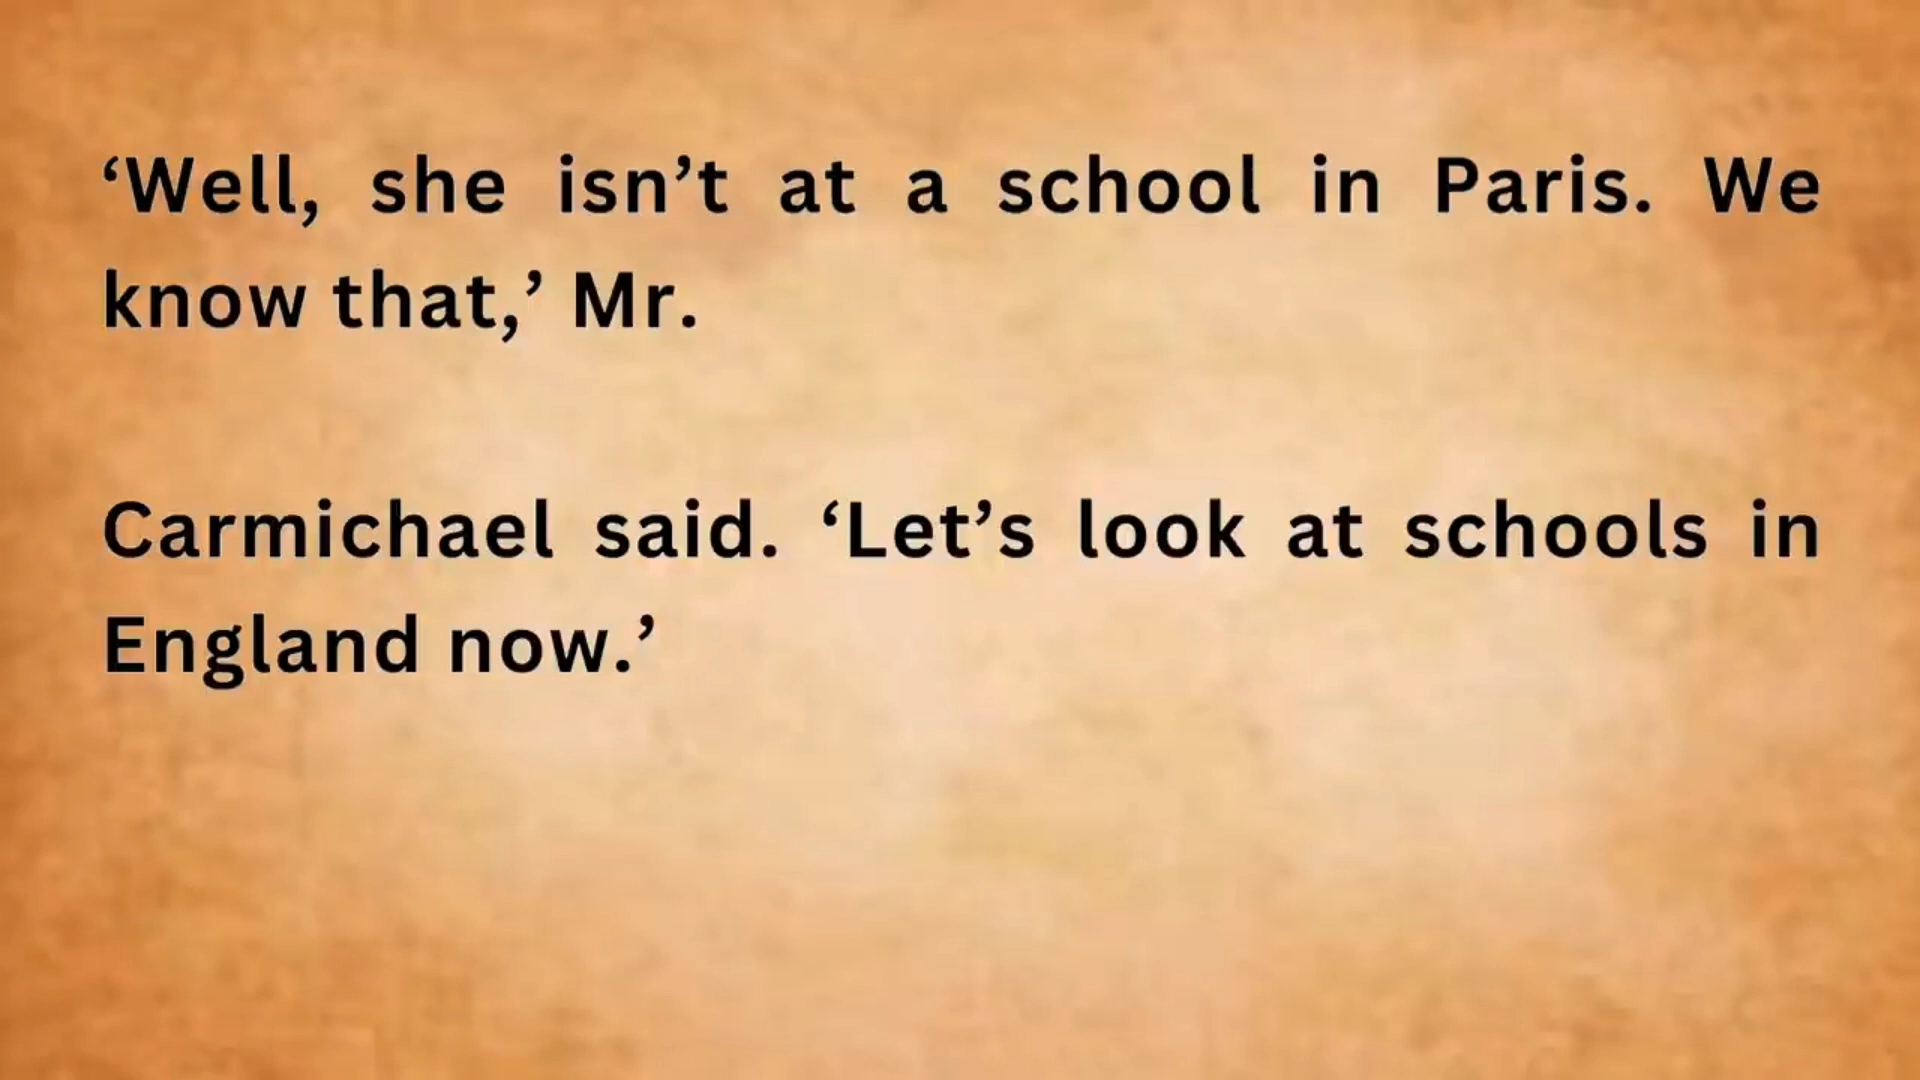 ‘Well, she isn’t at a school in Paris. We
know that,’ Mr.
Carmichael said. ‘Let’s look at schools in
England now.’